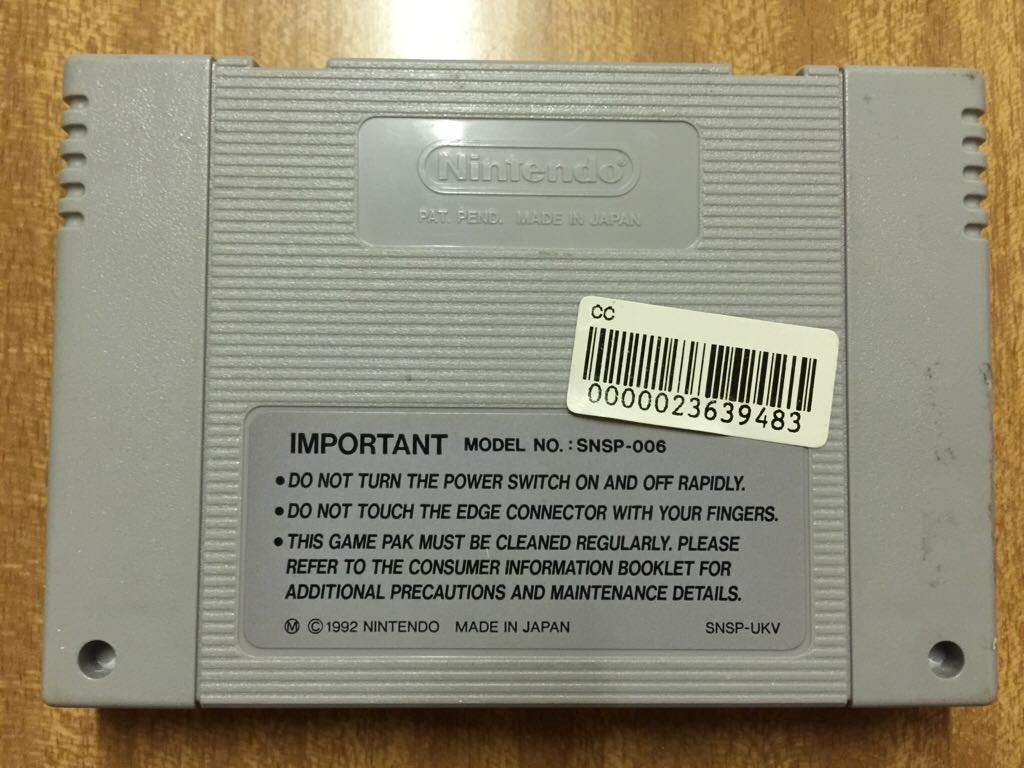 Nintendo®
PAT. PEND. MADE IN JAPAN
CC
0000023639483
IMPORTANT MODEL NO. : SNSP-006
● DO NOT TURN THE POWER SWITCH ON AND OFF RAPIDLY.
● DO NOT TOUCH THE EDGE CONNECTOR WITH YOUR FINGERS.
● THIS GAME PAK MUST BE CLEANED REGULARLY. PLEASE
REFER TO THE CONSUMER INFORMATION BOOKLET FOR
ADDITIONAL PRECAUTIONS AND MAINTENANCE DETAILS.
Ⓜ ©1992 NINTENDO MADE IN JAPAN SNSP-UKV